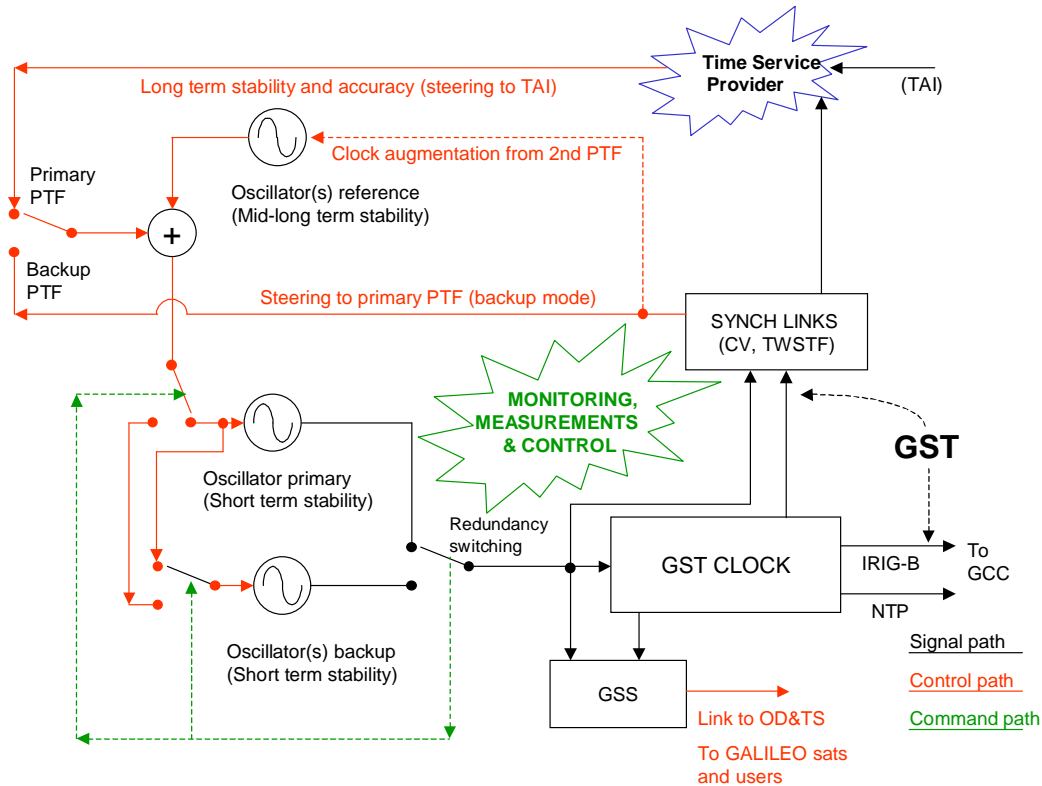 Time Service
Provider
(TAI)
Long term stability and accuracy (steering to TAI)
Clock augmentation from 2nd PTF
Primary
PTF
Oscillator(s) reference
(Mid-long term stability)
+
Backup
PTF
Steering to primary PTF (backup mode)
SYNCH LINKS
(CV, TWSTF)
MONITORING,
MEASUREMENTS
& CONTROL
GST
Oscillator primary
(Short term stability)
Redundancy
switching
GST CLOCK
IRIG-B
To
GCC
NTP
Oscillator(s) backup
(Short term stability)
GSS
Link to OD&TS
To GALILEO sats
and users
Signal path
Control path
Command path